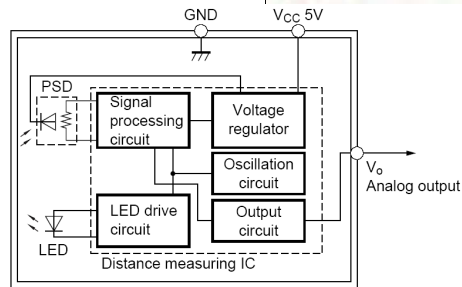 GND
VCC 5V
PSD
Signal
processing
circuit
Voltage
regulator
Oscillation
circuit
Vo
Analog output
LED drive
circuit
Output
circuit
LED
Distance measuring IC